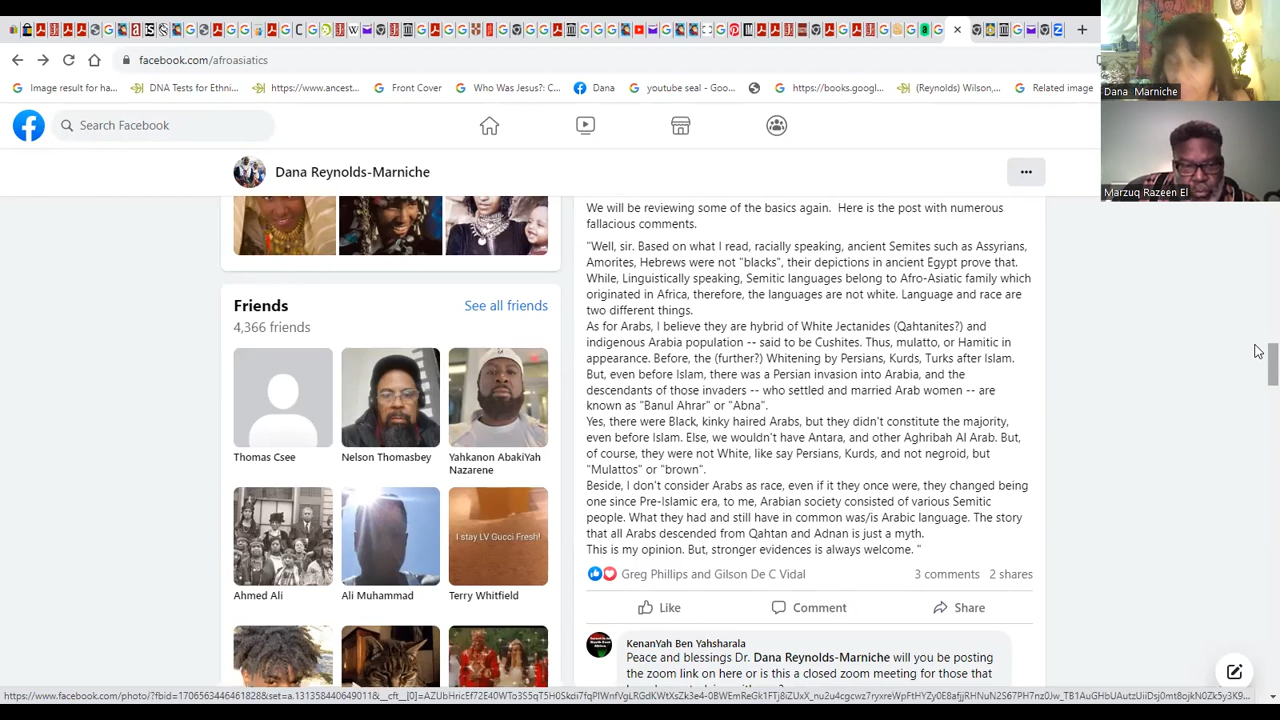 facebook.com/afroasiatics
Image result for ha...
DNA Tests for Ethni...
https://www.ancest...
Front Cover
Who Was Jesus?: C...
Dana
youtube seal - Goo...
https://books.googl...
(Reynolds) Wilson,...
Related image
Dana Marniche
Marzuq Razeen El
Search Facebook
Dana Reynolds-Marniche
We will be reviewing some of the basics again. Here is the post with numerous
fallacious comments.
"Well, sir. Based on what I read, racially speaking, ancient Semites such as Assyrians,
Amorites, Hebrews were not "blacks", their depictions in ancient Egypt prove that.
While, Linguistically speaking, Semitic languages belong to Afro-Asiatic family which
originated in Africa, therefore, the languages are not white. Language and race are
two different things.
As for Arabs, I believe they are hybrid of White Jectanides (Qahtanites?) and
indigenous Arabia population -- said to be Cushites. Thus, mulatto, or Hamitic in
appearance. Before, the (further?) Whitening by Persians, Kurds, Turks after Islam.
But, even before Islam, there was a Persian invasion into Arabia, and the
descendants of those invaders -- who settled and married Arab women -- are
known as "Banul Ahrar" or "Abna".
Yes, there were Black, kinky haired Arabs, but they didn't constitute the majority,
even before Islam. Else, we wouldn't have Antara, and other Aghribah Al Arab. But,
of course, they were not White, like say Persians, Kurds, and not negroid, but
"Mulattos" or "brown".
Beside, I don't consider Arabs as race, even if it they once were, they changed being
one since Pre-Islamic era, to me, Arabian society consisted of various Semitic
people. What they had and still have in common was/is Arabic language. The story
that all Arabs descended from Qahtan and Adnan is just a myth.
This is my opinion. But, stronger evidences is always welcome. "
Greg Phillips and Gilson De C Vidal
3 comments 2 shares
Like
Comment
Share
KenanYah Ben Yahsharala
Peace and blessings Dr. Dana Reynolds-Marniche will you be posting
the zoom link on here or is this a closed zoom meeting for those that
Friends
See all friends
4,366 friends
Thomas Csee
Nelson Thomasbey
Yahkanon AbakiYah
Nazarene
I stay LV Gucci Fresh!
Ahmed Ali
Ali Muhammad
Terry Whitfield